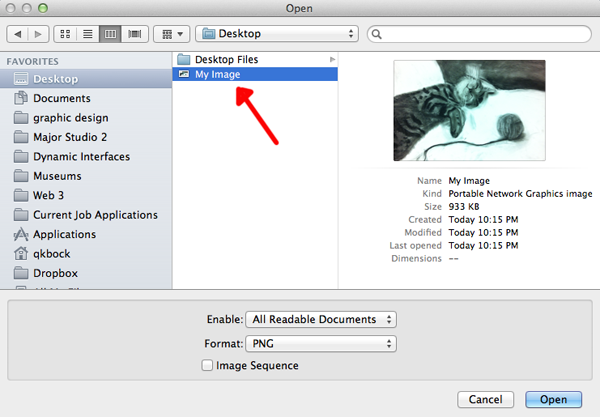 Open
Desktop
FAVORITES
Desktop
Documents
graphic design
Major Studio 2
Dynamic Interfaces
Museums
Web 3
Current Job Applications
Applications
qkbock
Dropbox
Desktop Files
My Image
Name My Image
Kind Portable Network Graphics image
Size 933 KB
Created Today 10:15 PM
Modified Today 10:15 PM
Last opened Today 10:15 PM
Dimensions --
Enable: All Readable Documents
Format: PNG
Image Sequence
Cancel Open